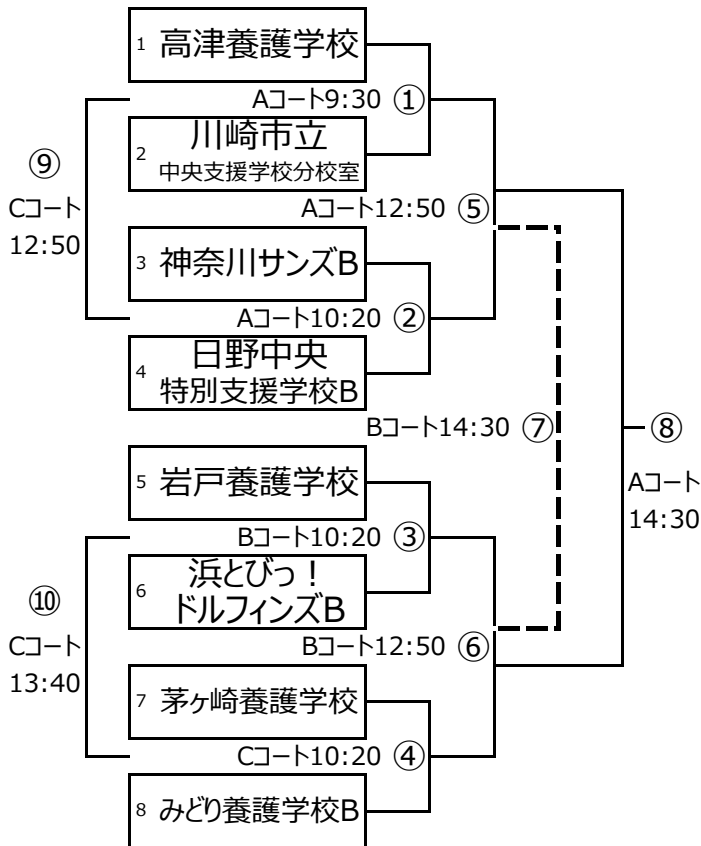 1 高津養護学校
Aコート9:30 ①
2 川崎市立
中央支援学校分校室
⑨
Cコート
12:50
Aコート12:50 ⑤
3 神奈川サンズB
Aコート10:20 ②
4 日野中央
特別支援学校B
Bコート14:30 ⑦
⑧
Aコート
14:30
5 岩戸養護学校
Bコート10:20 ③
6 浜とびっ!
ドルフィンズB
⑩
Cコート
13:40
Bコート12:50 ⑥
7 茅ヶ崎養護学校
Cコート10:20 ④
8 みどり養護学校B